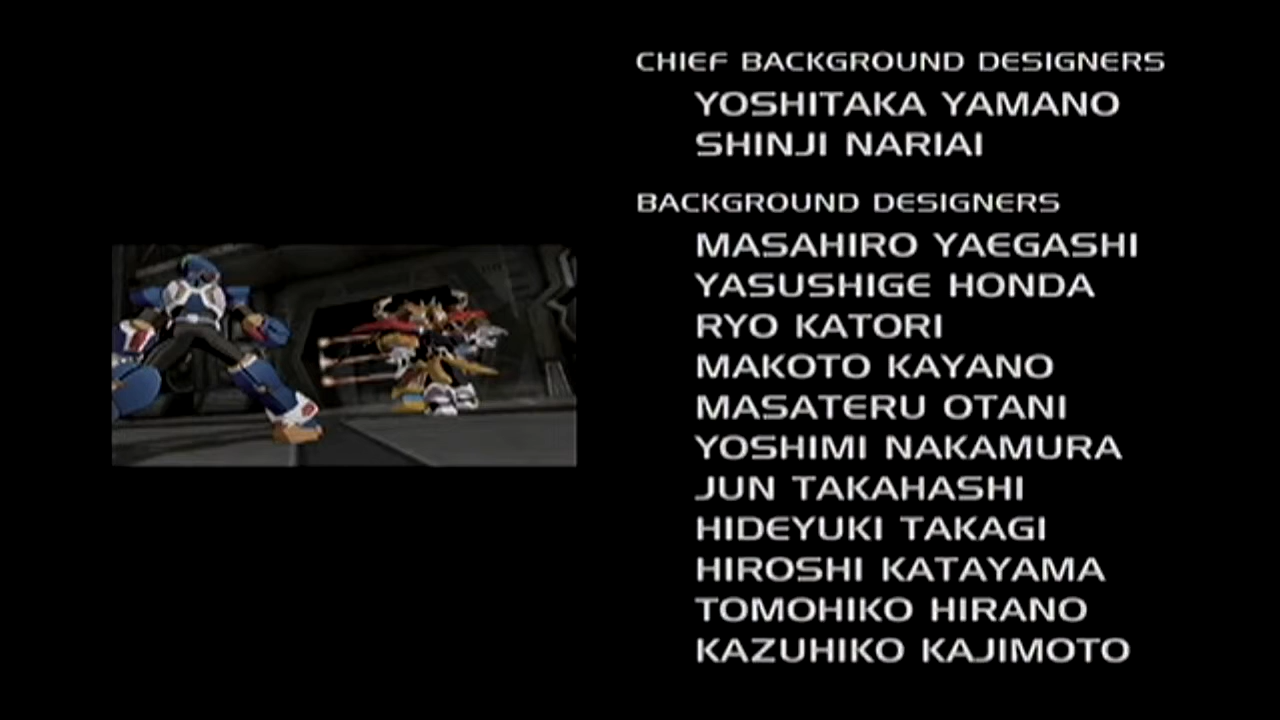 CHIEF BACKGROUND DESIGNERS
YOSHITAKA YAMANO
SHINJI NARIAI
BACKGROUND DESIGNERS
MASAHIRO YAEGASHI
YASUSHIGE HONDA
RYO KATORI
MAKOTO KAYANO
MASATERU OTANI
YOSHIMI NAKAMURA
JUN TAKAHASHI
HIDEYUKI TAKAGI
HIROSHI KATAYAMA
TOMOHIKO HIRANO
KAZUHIKO KAJIMOTO